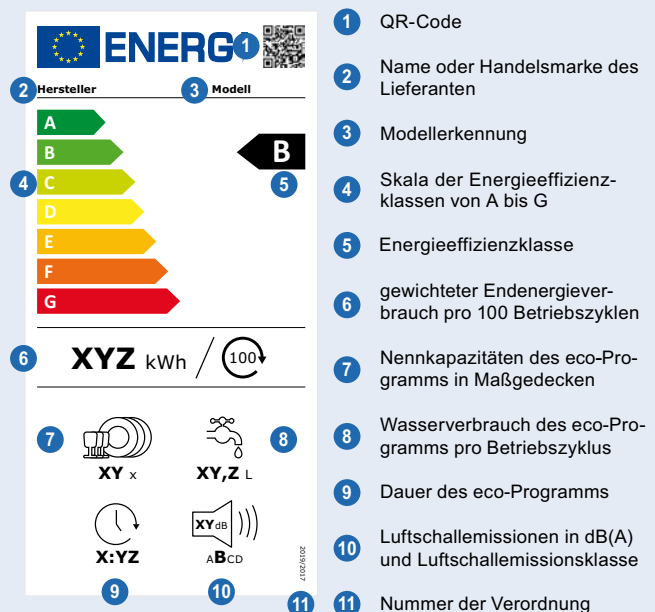 ENERG
1
2
Hersteller
3
Modell
A
B
C
D
E
F
G
B
4
5
6
XYZ kWh / 100
7
8
XY x
XY,Z L
XYdB
X:YZ
ABCD
2019/2017
9
10
11
1 QR-Code
2 Name oder Handelsmarke des
Lieferanten
3 Modellerkennung
4 Skala der Energieeffizienz-
klassen von A bis G
5 Energieeffizienzklasse
6 gewichteter Endenergiever-
brauch pro 100 Betriebszyklen
7 Nennkapazitäten des eco-Pro-
gramms in Maßgedecken
8 Wasserverbrauch des eco-Pro-
gramms pro Betriebszyklus
9 Dauer des eco-Programms
10 Luftschallemissionen in dB(A)
und Luftschallemissionsklasse
11 Nummer der Verordnung